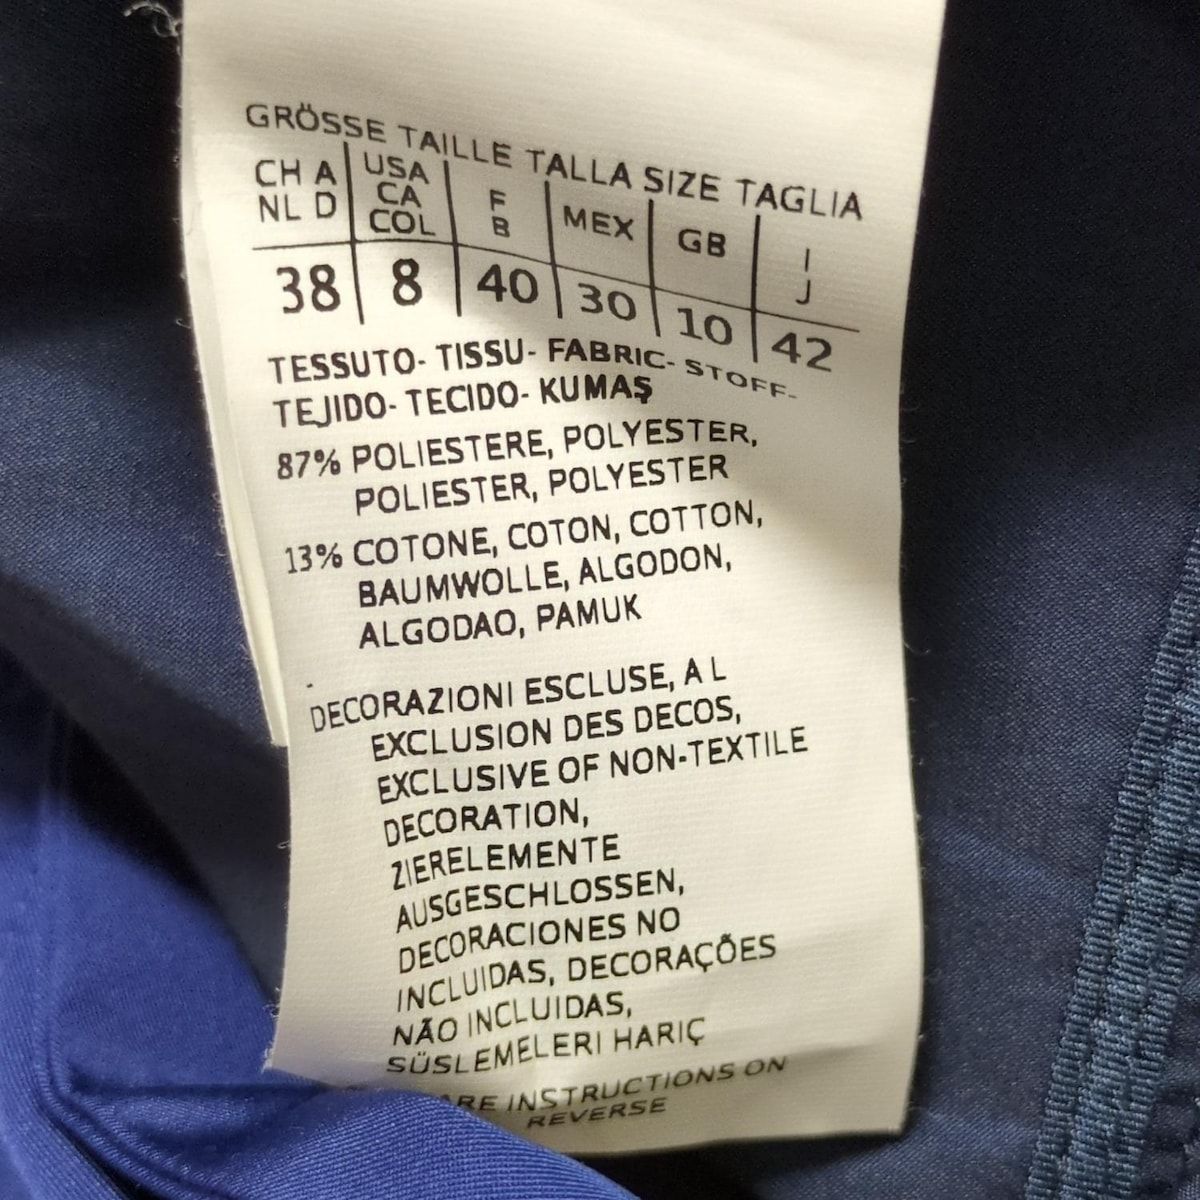 GRÖSSE TAILLE TALLA SIZE TAGLIA
CH A USA F MEX GB I
NL D CA B J
COL
38 8 40 30 10 42
TESSUTO- TISSU- FABRIC- STOFF-
TEJIDO- TECIDO- KUMAŞ
87% POLIESTERE, POLYESTER,
POLIESTER, POLYESTER
13% COTONE, COTON, COTTON,
BAUMWOLLE, ALGODON,
ALGODAO, PAMUK
DECORAZIONI ESCLUSE, A L
EXCLUSION DES DECOS,
EXCLUSIVE OF NON-TEXTILE
DECORATION,
ZIERELEMENTE
AUSGESCHLOSSEN,
DECORACIONES NO
INCLUIDAS, DECORAÇÕES
NÃO INCLUIDAS,
SÜSLEMELERI HARIÇ
INSTRUCTIONS ON
REVERSE